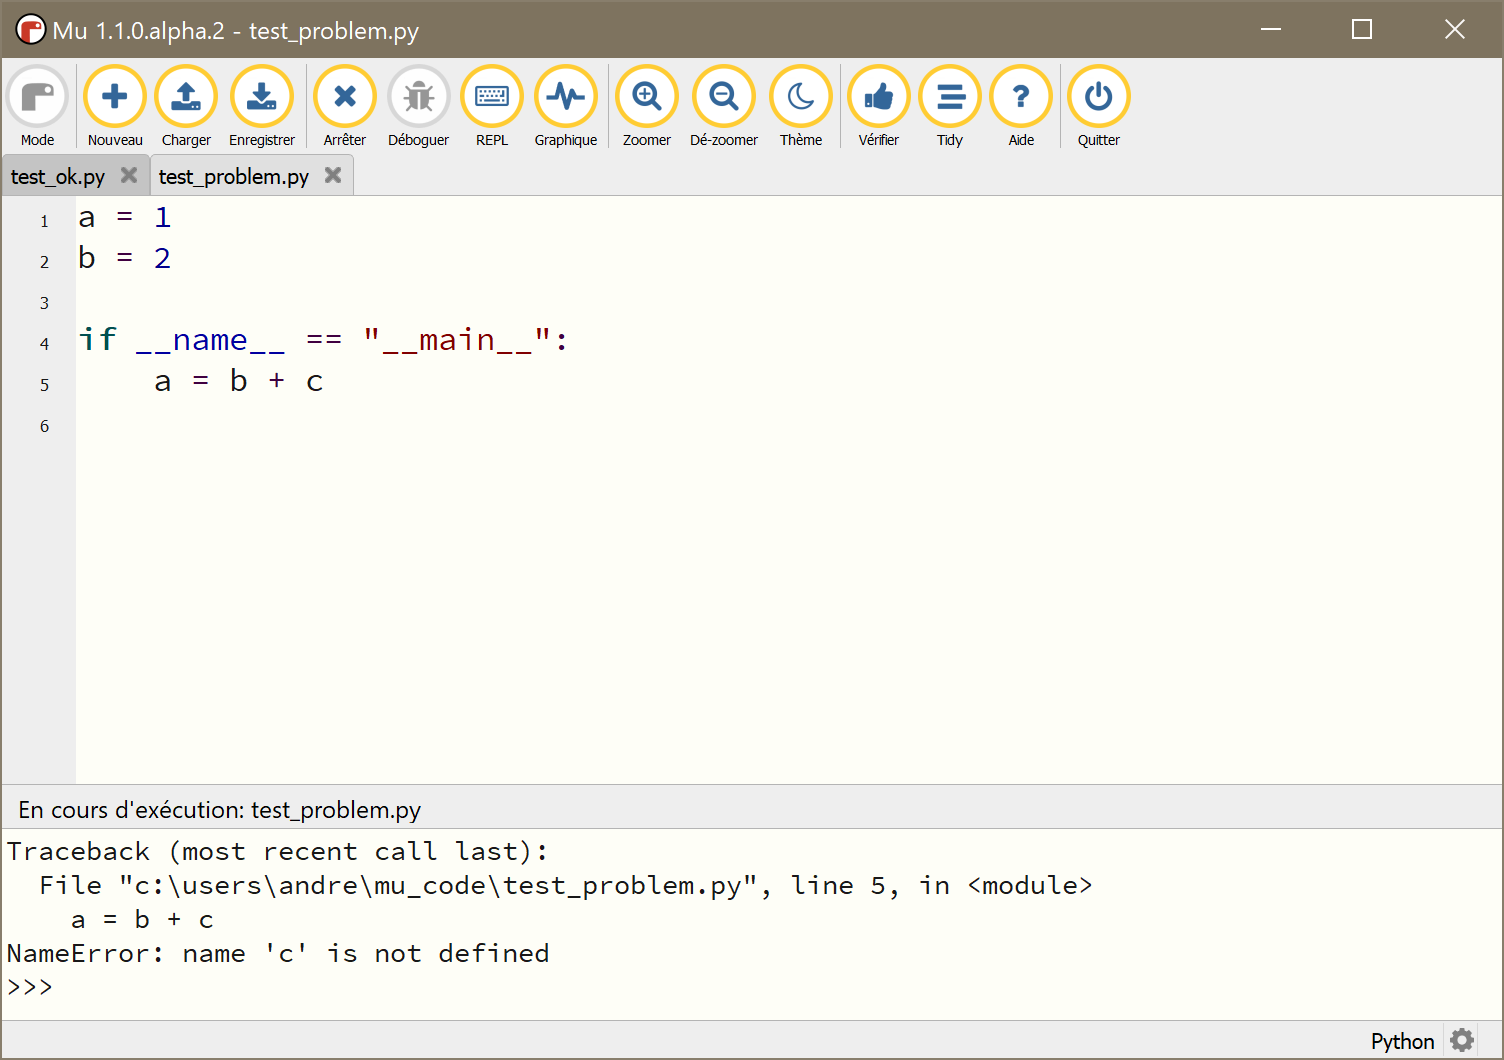 Mu 1.1.0.alpha.2 - test_problem.py
Mode Nouveau Charger Enregistrer Arrêter Déboguer REPL Graphique Zoomer Dé-zoomer Thème Vérifier Tidy Aide Quitter
test_ok.py test_problem.py
1 a = 1
2 b = 2
3
4 if __name__ == "__main__":
5     a = b + c
6
En cours d'exécution: test_problem.py
Traceback (most recent call last):
  File "c:\users\andre\mu_code\test_problem.py", line 5, in <module>
    a = b + c
NameError: name 'c' is not defined
>>>
Python